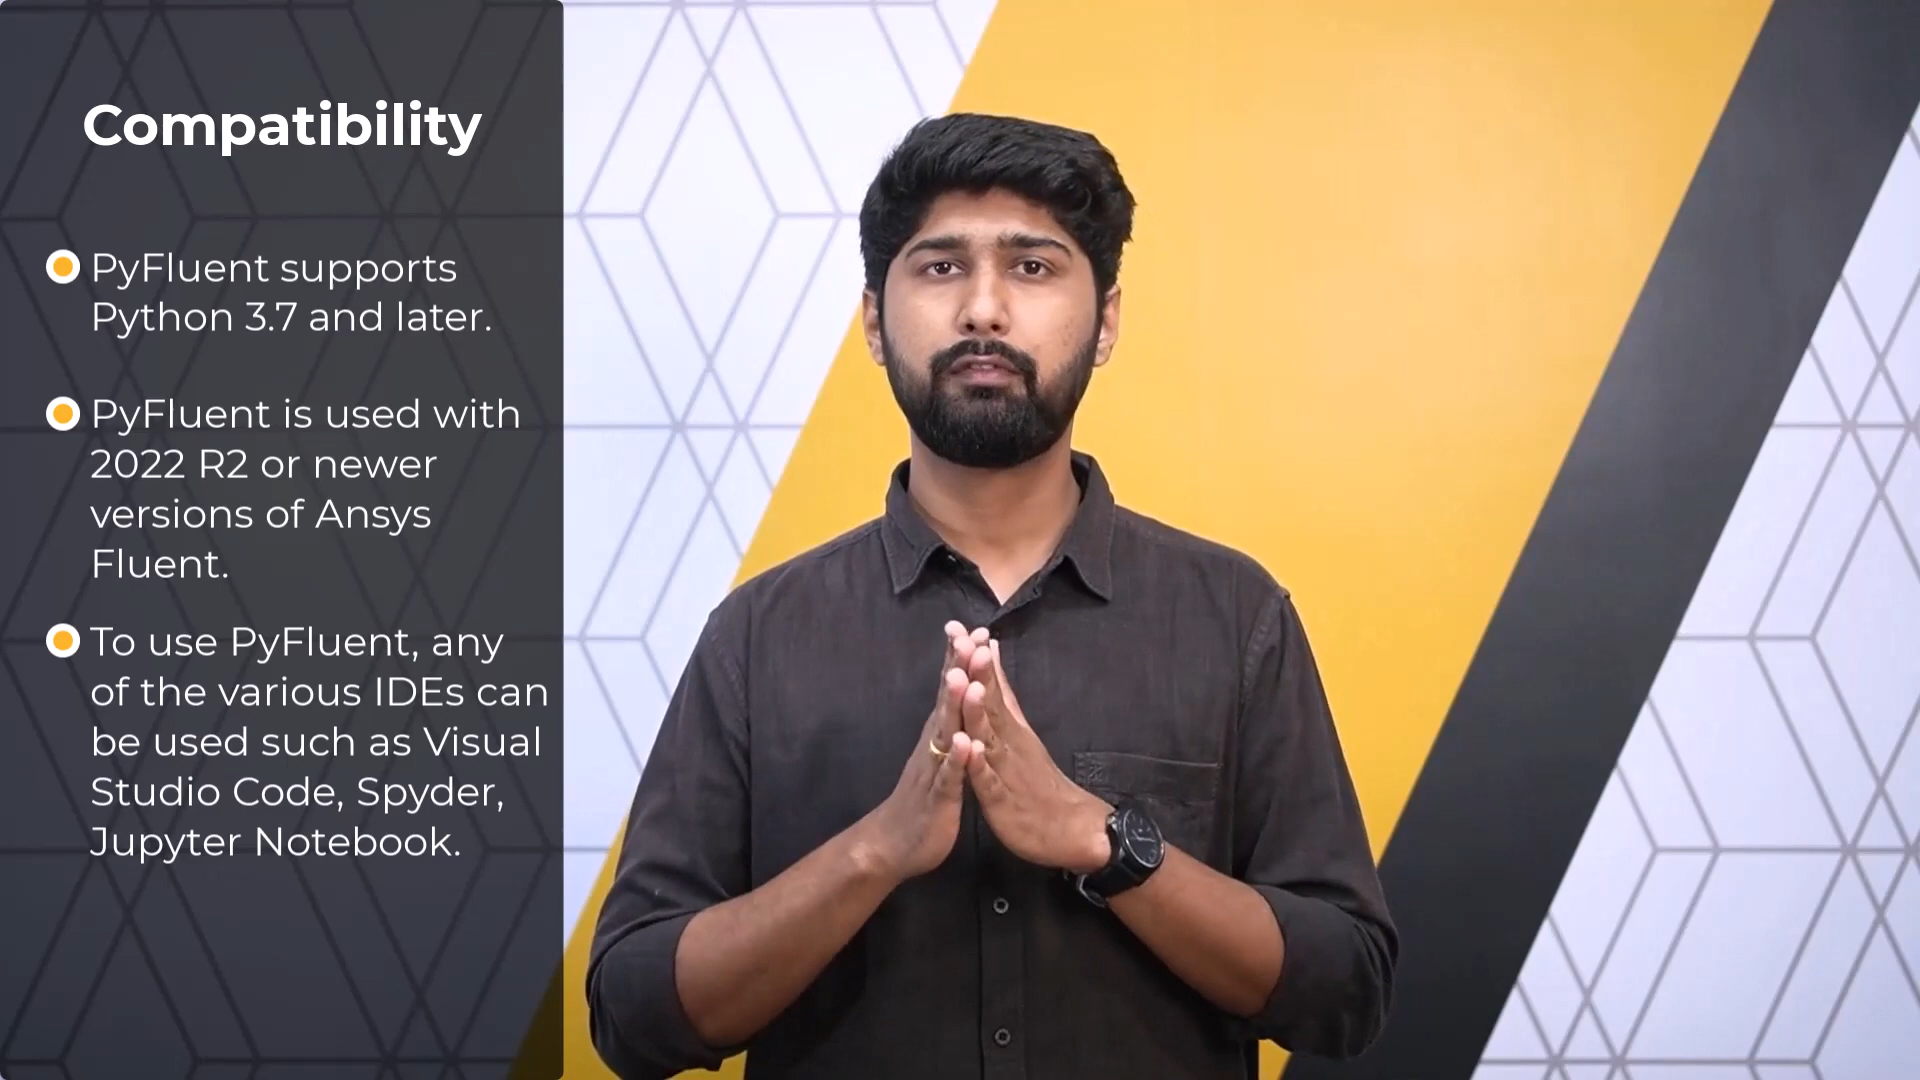 Compatibility
PyFluent supports
Python 3.7 and later.
PyFluent is used with
2022 R2 or newer
versions of Ansys
Fluent.
To use PyFluent, any
of the various IDEs can
be used such as Visual
Studio Code, Spyder,
Jupyter Notebook.